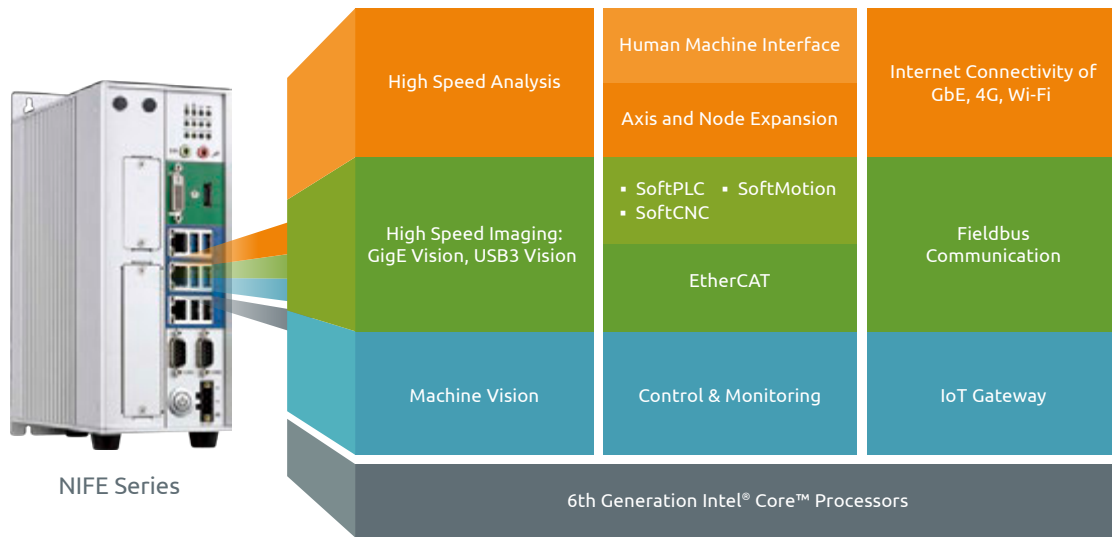 High Speed Analysis
Human Machine Interface
Axis and Node Expansion
Internet Connectivity of
GbE, 4G, Wi-Fi
High Speed Imaging:
GigE Vision, USB3 Vision
▪ SoftPLC ▪ SoftMotion
▪ SoftCNC
EtherCAT
Fieldbus
Communication
Machine Vision
Control & Monitoring
IoT Gateway
NIFE Series
6th Generation Intel® Core™ Processors